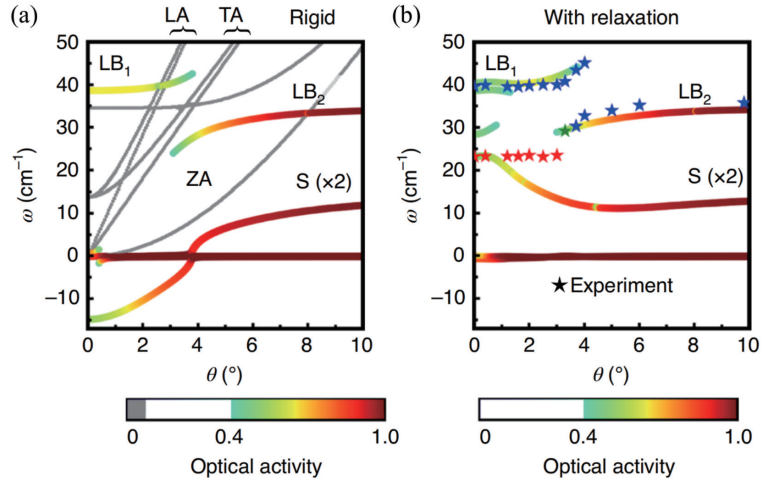 (a)
LA
TA
Rigid
50
40
30
20
10
0
−10
ω (cm⁻¹)
LB₁
LB₂
ZA
S (×2)
0 2 4 6 8 10
θ (°)
0 0.4 1.0
Optical activity
(b)
With relaxation
50
40
30
20
10
0
−10
ω (cm⁻¹)
LB₁
LB₂
S (×2)
★ Experiment
0 2 4 6 8 10
θ (°)
0 0.4 1.0
Optical activity